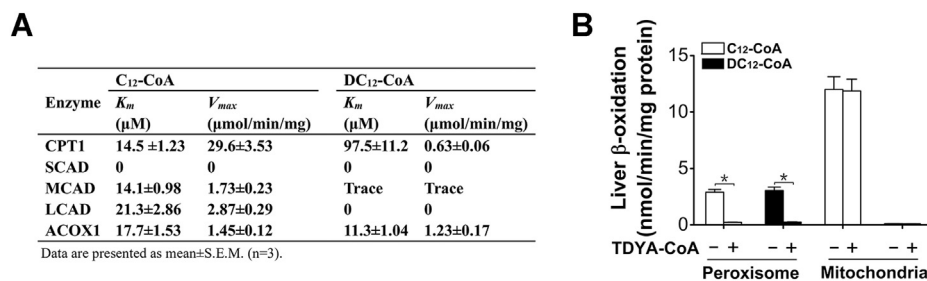 A
C12-CoA DC12-CoA
Enzyme Km Vmax Km Vmax
(μM) (μmol/min/mg) (μM) (μmol/min/mg)
CPT1 14.5 ±1.23 29.6±3.53 97.5±11.2 0.63±0.06
SCAD 0 0
MCAD 14.1±0.98 1.73±0.23 Trace Trace
LCAD 21.3±2.86 2.87±0.29 0 0
ACOX1 17.7±1.53 1.45±0.12 11.3±1.04 1.23±0.17
Data are presented as mean±S.E.M. (n=3).
B
C12-CoA
DC12-CoA
Liver β-oxidation
(nmol/min/mg protein)
15
10
5
0
* *
TDYA-CoA − + − + − + − +
Peroxisome Mitochondria